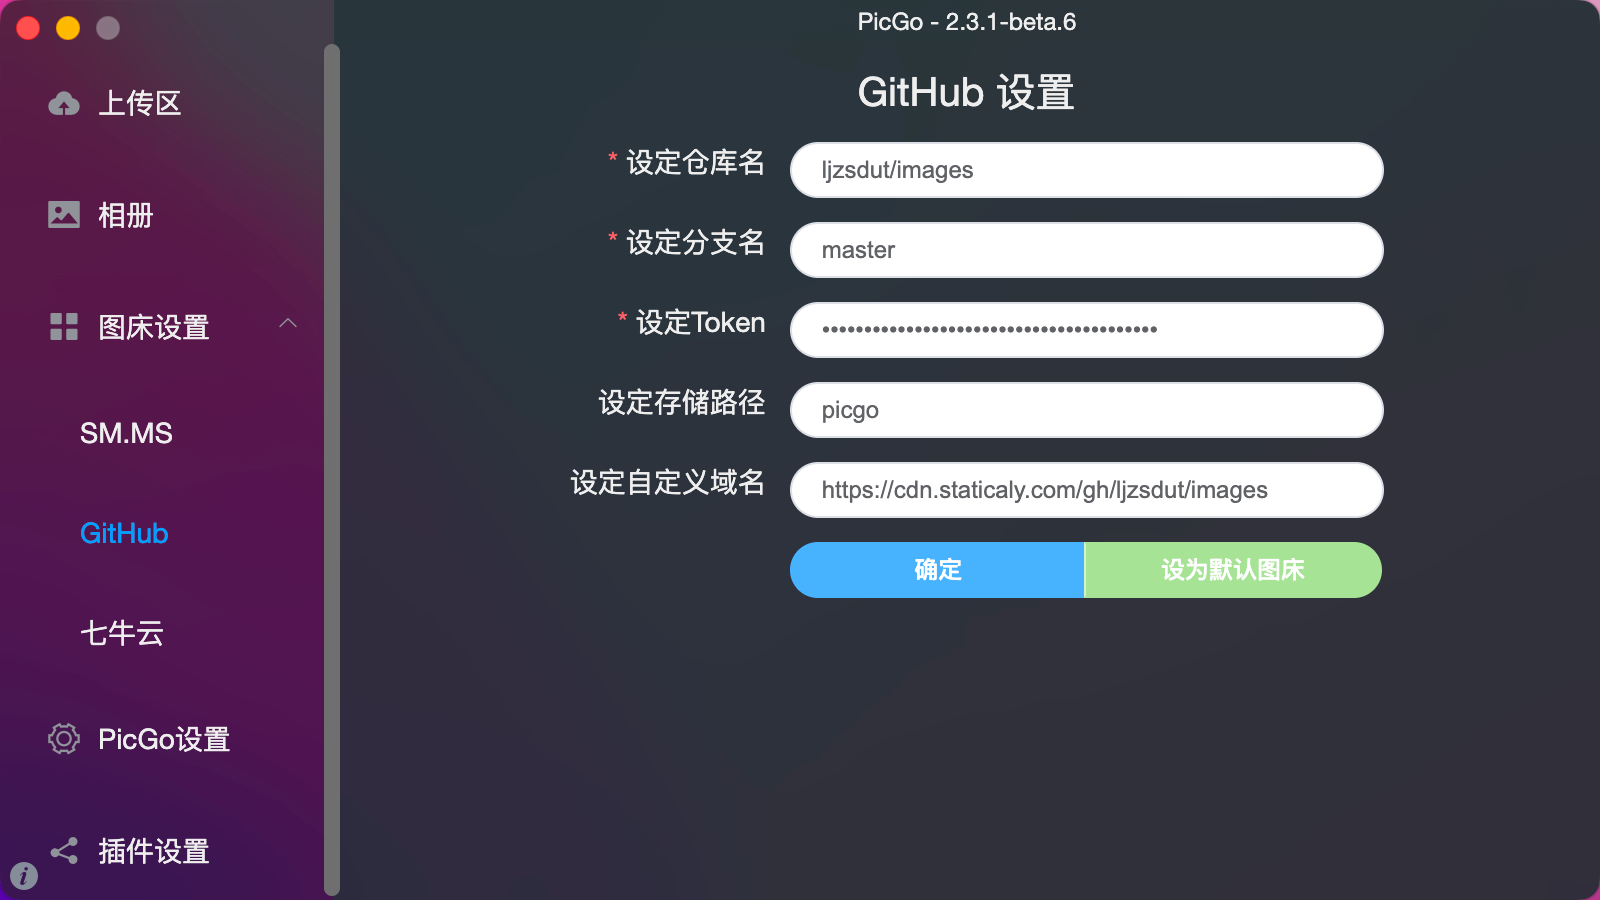 PicGo - 2.3.1-beta.6
上传区
相册
图床设置
SM.MS
GitHub
七牛云
PicGo设置
插件设置
i
GitHub 设置
* 设定仓库名
ljzsdut/images
* 设定分支名
master
* 设定Token
•••••••••••••••••••••••••••••••••••••••
设定存储路径
picgo
设定自定义域名
https://cdn.staticaly.com/gh/ljzsdut/images
确定
设为默认图床